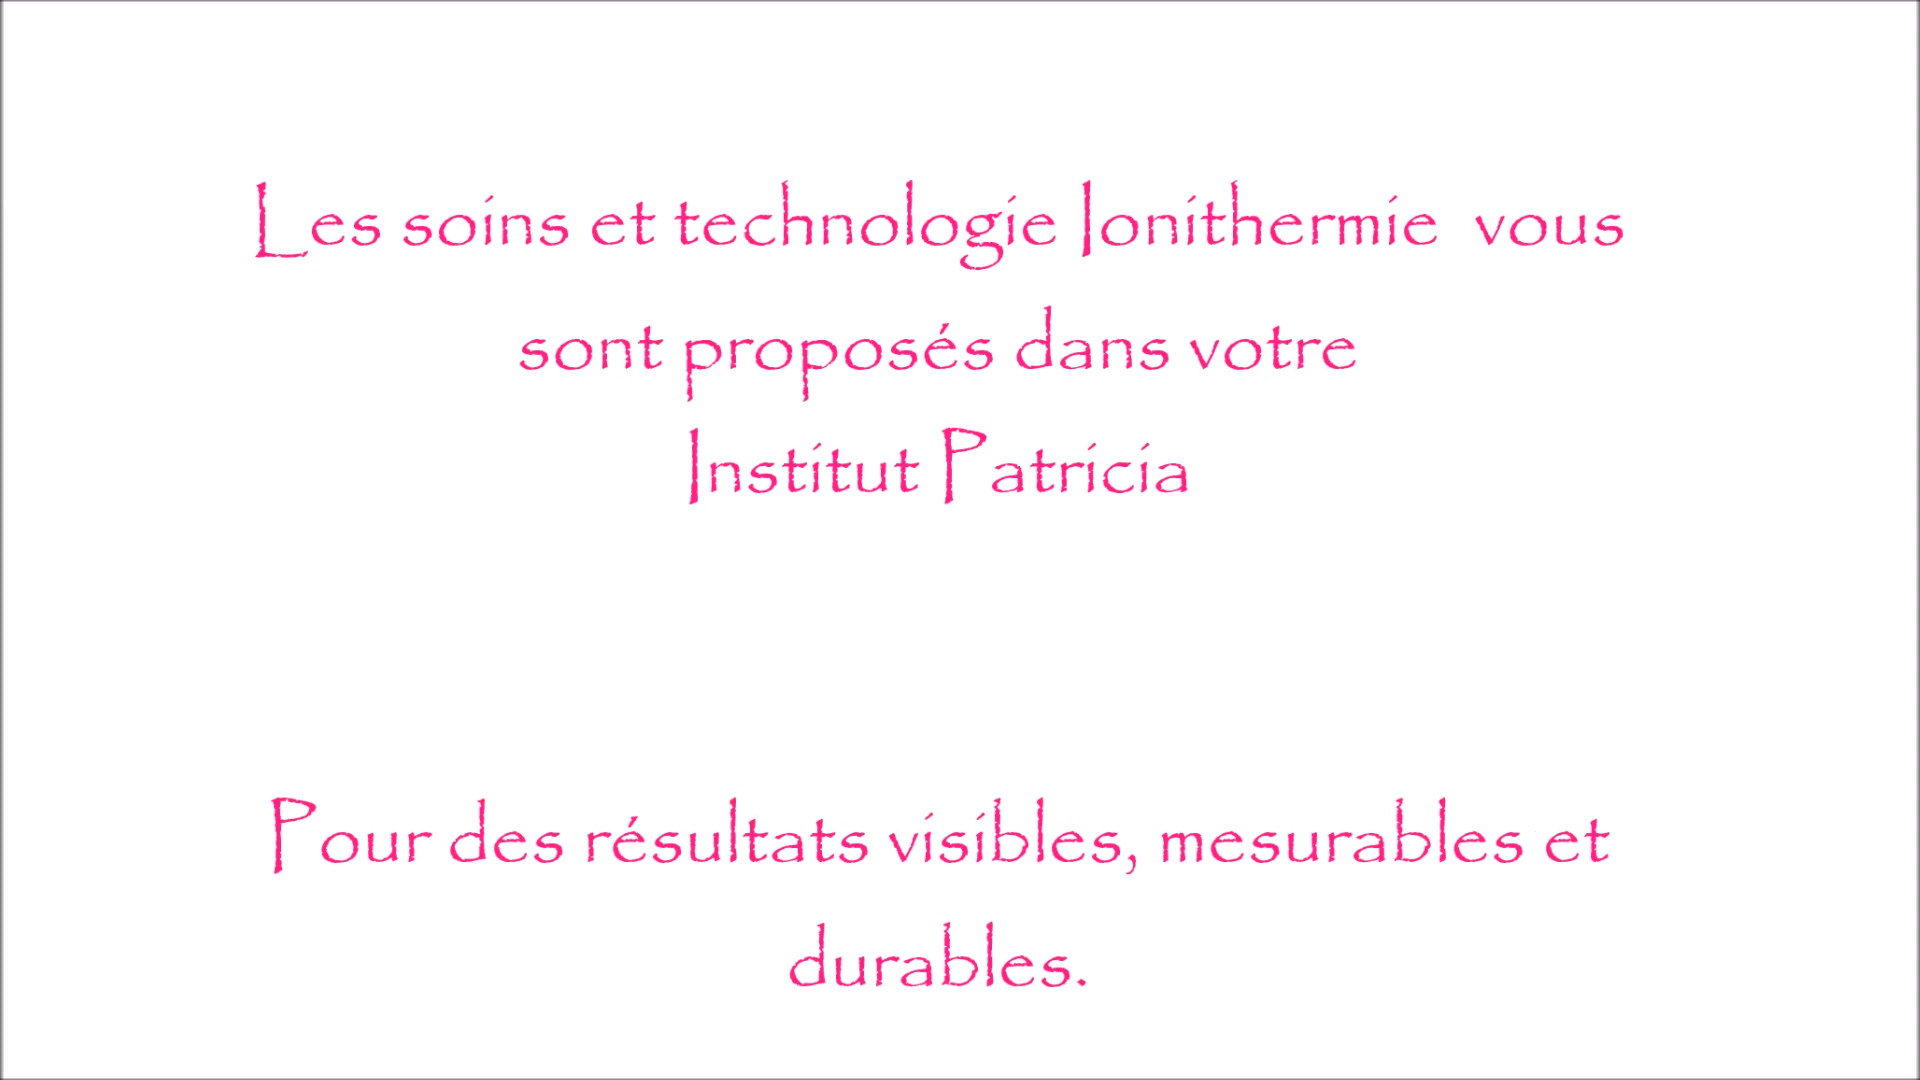 Les soins et technologie Ionithermie  vous
sont proposés dans votre
Institut Patricia
Pour des résultats visibles, mesurables et
durables.